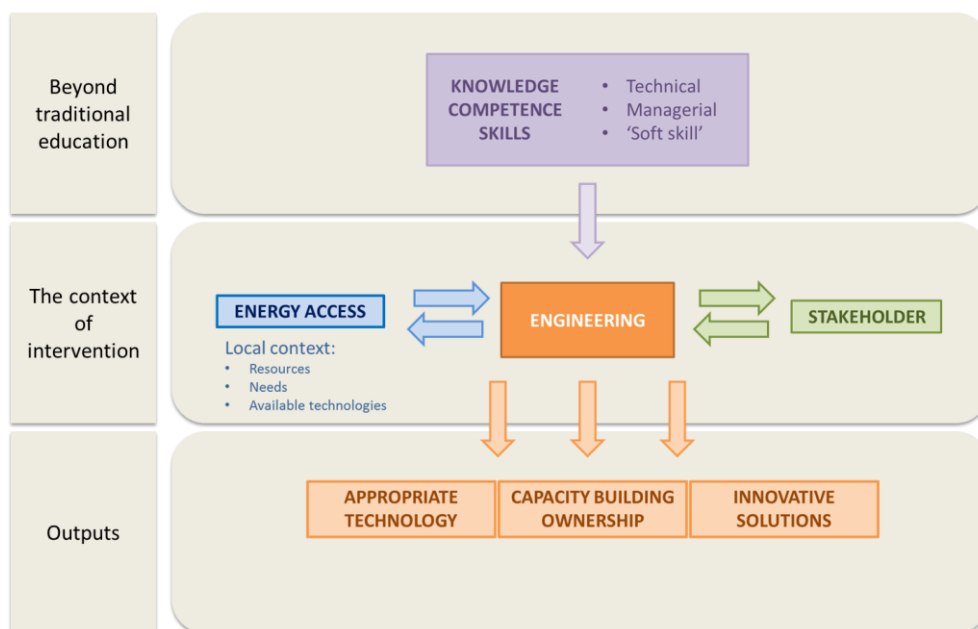 Beyond
traditional
education
KNOWLEDGE
COMPETENCE
SKILLS
• Technical
• Managerial
• ‘Soft skill’
The context
of
intervention
ENERGY ACCESS
Local context:
• Resources
• Needs
• Available technologies
ENGINEERING
STAKEHOLDER
Outputs
APPROPRIATE
TECHNOLOGY
CAPACITY BUILDING
OWNERSHIP
INNOVATIVE
SOLUTIONS